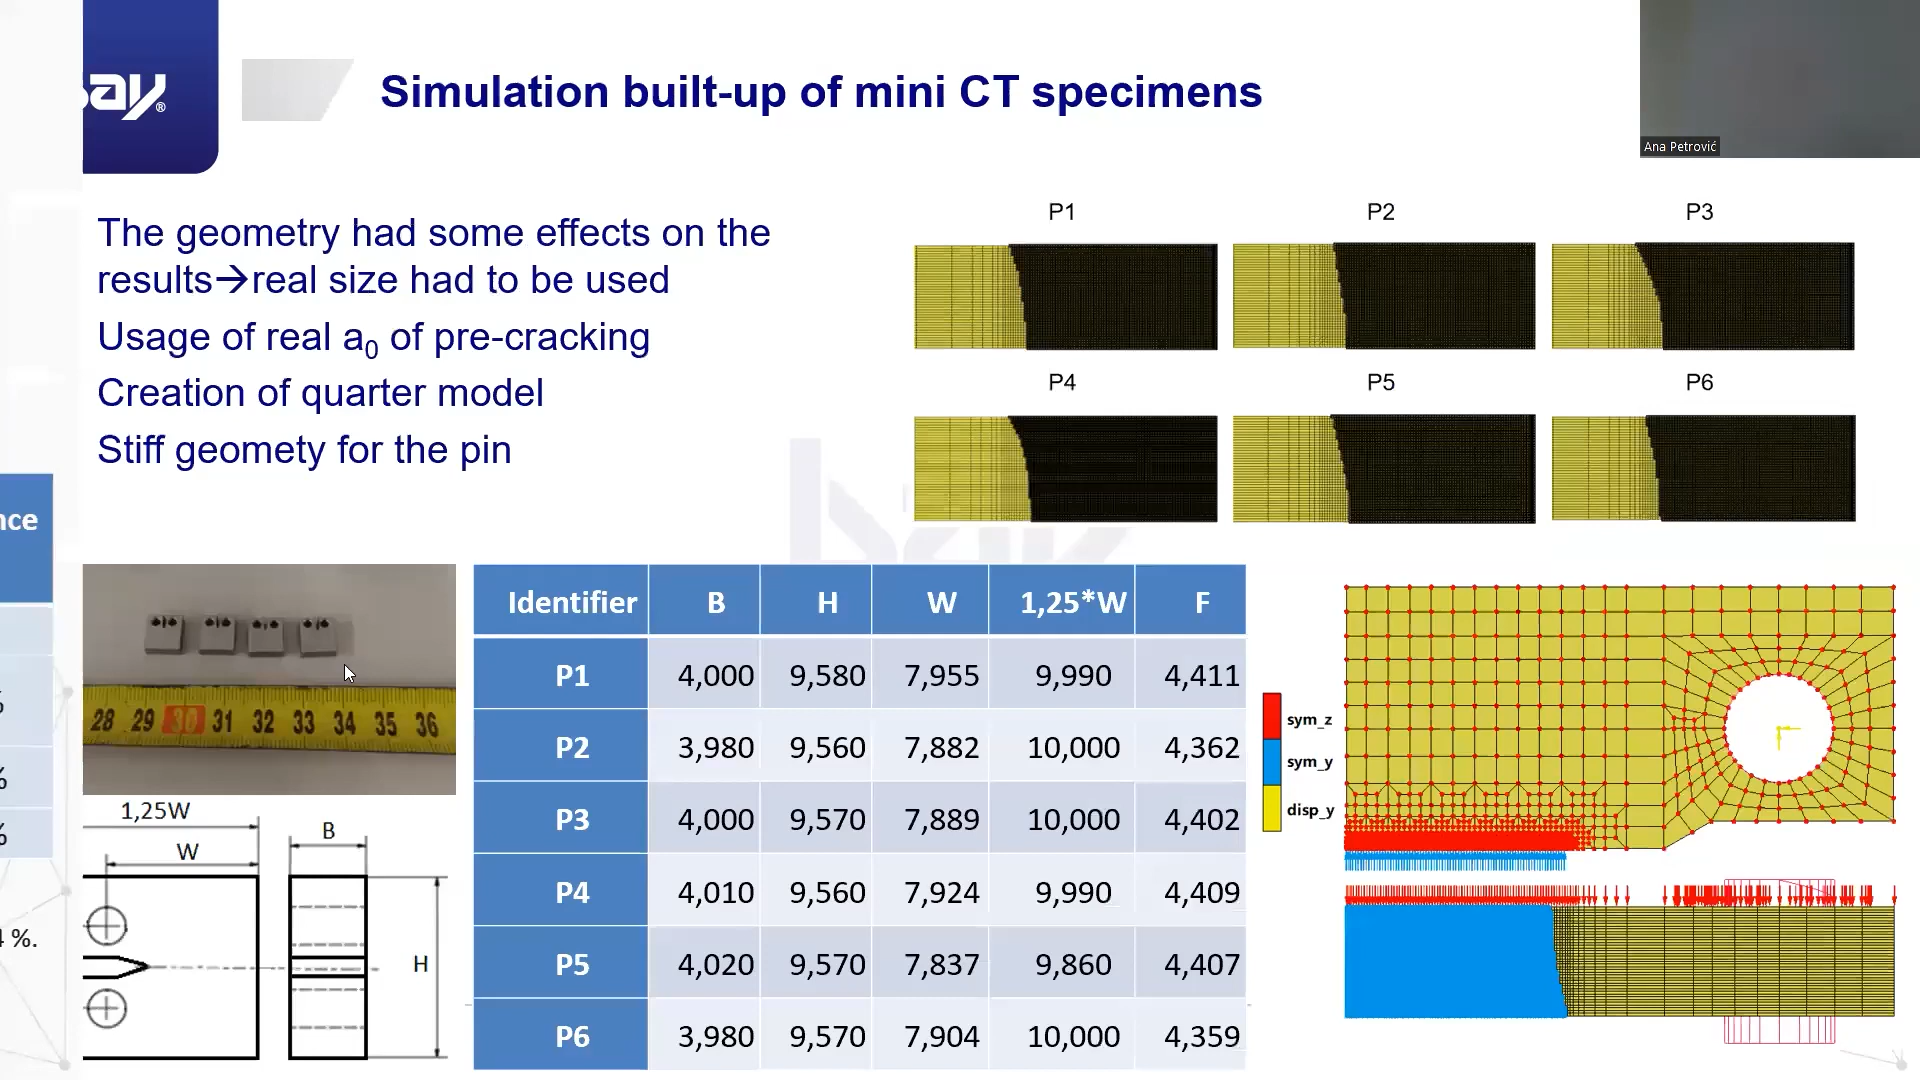 Simulation built-up of mini CT specimens
Ana Petrović
The geometry had some effects on the
results→real size had to be used
Usage of real a0 of pre-cracking
Creation of quarter model
Stiff geomety for the pin
P1 P2 P3
P4 P5 P6
28 29 30 31 32 33 34 35 36
1,25W
W
B
H
Identifier B H W 1,25*W F
P1 4,000 9,580 7,955 9,990 4,411
P2 3,980 9,560 7,882 10,000 4,362
P3 4,000 9,570 7,889 10,000 4,402
P4 4,010 9,560 7,924 9,990 4,409
P5 4,020 9,570 7,837 9,860 4,407
P6 3,980 9,570 7,904 10,000 4,359
sym_z
sym_y
disp_y